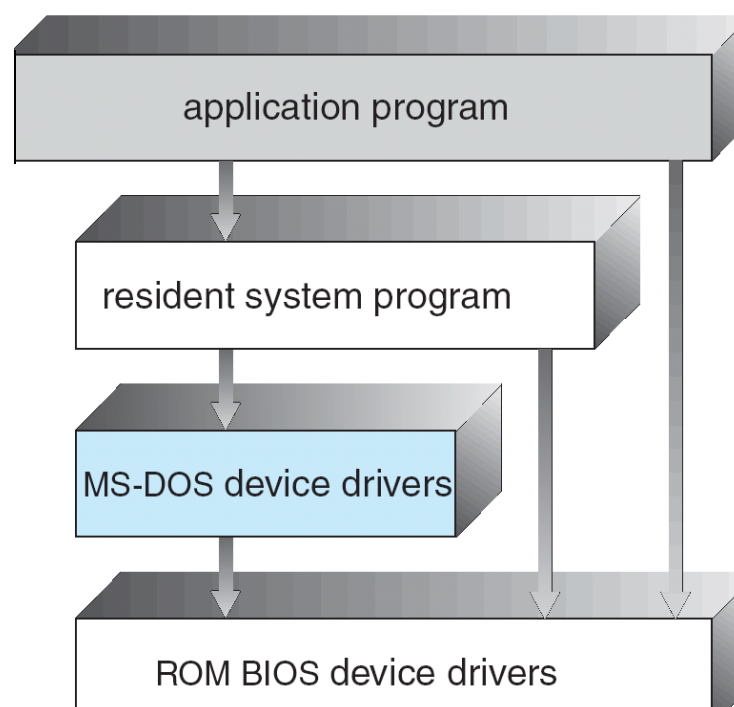 application program
resident system program
MS-DOS device drivers
ROM BIOS device drivers